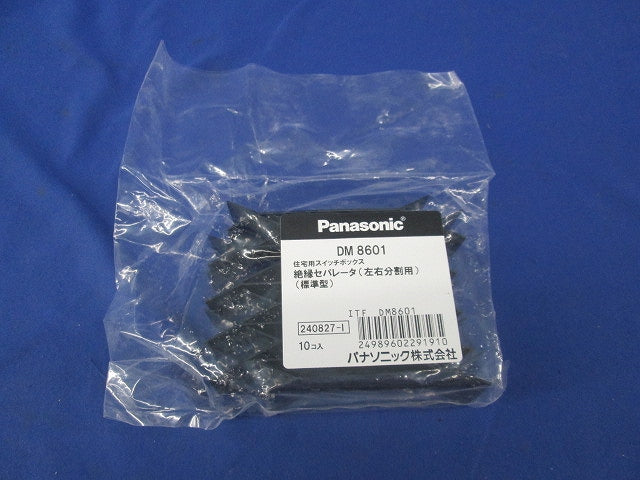 Panasonic®
DM 8601
住宅用スイッチボックス
絶縁セパレータ(左右分割用)
(標準型)
ITF DM8601
240827-I
24989602291910
10コ入
パナソニック株式会社